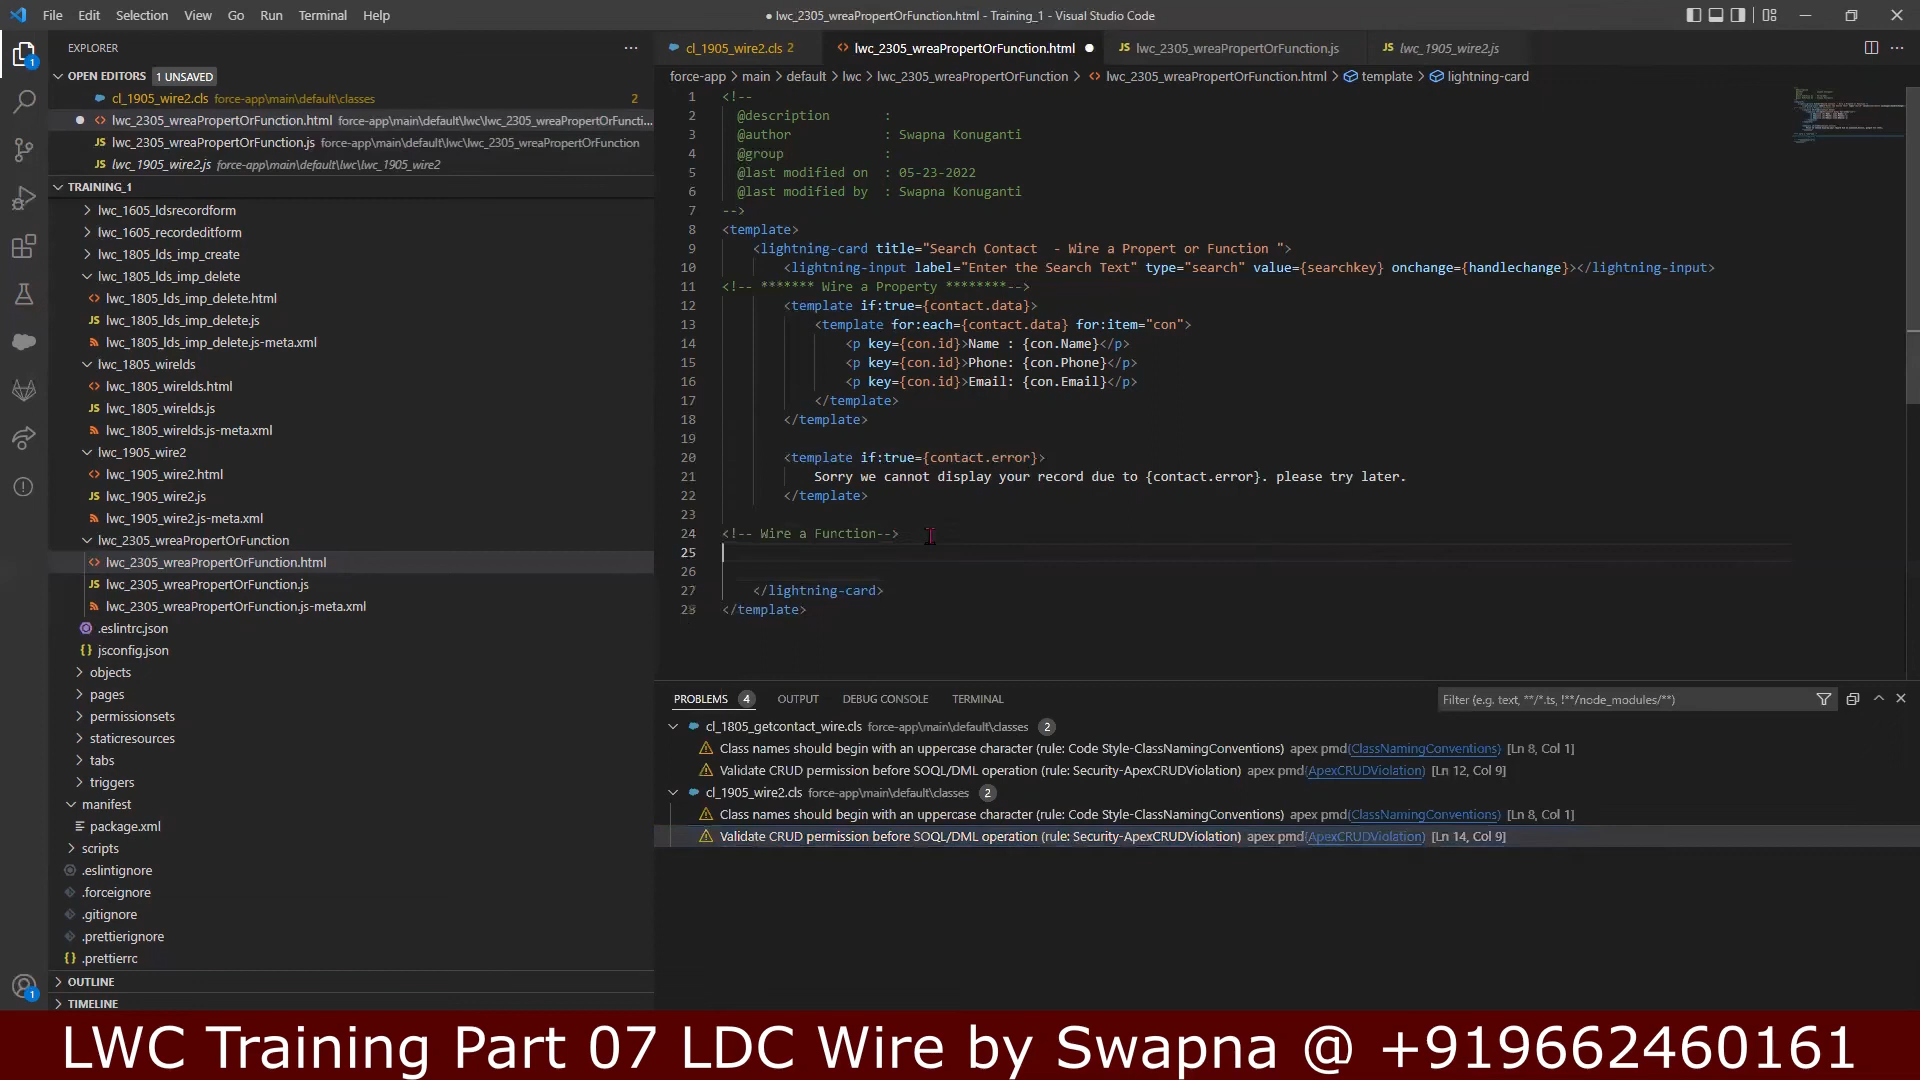 File Edit Selection View Go Run Terminal Help
● lwc_2305_wreaPropertOrFunction.html - Training_1 - Visual Studio Code
EXPLORER
OPEN EDITORS 1 UNSAVED
cl_1905_wire2.cls force-app\main\default\classes 2
lwc_2305_wreaPropertOrFunction.html force-app\main\default\lwc\lwc_2305_wreaPropertOrFuncti...
JS lwc_2305_wreaPropertOrFunction.js force-app\main\default\lwc\lwc_2305_wreaPropertOrFunction
JS lwc_1905_wire2.js force-app\main\default\lwc\lwc_1905_wire2
TRAINING_1
lwc_1605_ldsrecordform
lwc_1605_recordeditform
lwc_1805_lds_imp_create
lwc_1805_lds_imp_delete
lwc_1805_lds_imp_delete.html
JS lwc_1805_lds_imp_delete.js
lwc_1805_lds_imp_delete.js-meta.xml
lwc_1805_wirelds
lwc_1805_wirelds.html
JS lwc_1805_wirelds.js
lwc_1805_wirelds.js-meta.xml
lwc_1905_wire2
lwc_1905_wire2.html
JS lwc_1905_wire2.js
lwc_1905_wire2.js-meta.xml
lwc_2305_wreaPropertOrFunction
lwc_2305_wreaPropertOrFunction.html
JS lwc_2305_wreaPropertOrFunction.js
lwc_2305_wreaPropertOrFunction.js-meta.xml
.eslintrc.json
{} jsconfig.json
objects
pages
permissionsets
staticresources
tabs
triggers
manifest
package.xml
scripts
.eslintignore
.forceignore
.gitignore
.prettierignore
{} .prettierrc
OUTLINE
TIMELINE
cl_1905_wire2.cls 2
lwc_2305_wreaPropertOrFunction.html ●
JS lwc_2305_wreaPropertOrFunction.js
JS lwc_1905_wire2.js
force-app > main > default > lwc > lwc_2305_wreaPropertOrFunction > lwc_2305_wreaPropertOrFunction.html > template > lightning-card
1 <!--
2 @description :
3 @author : Swapna Konuganti
4 @group :
5 @last modified on : 05-23-2022
6 @last modified by : Swapna Konuganti
7 -->
8 <template>
9 <lightning-card title="Search Contact - Wire a Propert or Function ">
10 <lightning-input label="Enter the Search Text" type="search" value={searchkey} onchange={handlechange}></lightning-input>
11 <!-- ******* Wire a Property ********-->
12 <template if:true={contact.data}>
13 <template for:each={contact.data} for:item="con">
14 <p key={con.id}>Name : {con.Name}</p>
15 <p key={con.id}>Phone: {con.Phone}</p>
16 <p key={con.id}>Email: {con.Email}</p>
17 </template>
18 </template>
19
20 <template if:true={contact.error}>
21 Sorry we cannot display your record due to {contact.error}. please try later.
22 </template>
23
24 <!-- Wire a Function-->
25
26
27 </lightning-card>
28 </template>
PROBLEMS 4 OUTPUT DEBUG CONSOLE TERMINAL
Filter (e.g. text, **/*.ts, !**/node_modules/**)
cl_1805_getcontact_wire.cls force-app\main\default\classes 2
Class names should begin with an uppercase character (rule: Code Style-ClassNamingConventions) apex pmd(ClassNamingConventions) [Ln 8, Col 1]
Validate CRUD permission before SOQL/DML operation (rule: Security-ApexCRUDViolation) apex pmd(ApexCRUDViolation) [Ln 12, Col 9]
cl_1905_wire2.cls force-app\main\default\classes 2
Class names should begin with an uppercase character (rule: Code Style-ClassNamingConventions) apex pmd(ClassNamingConventions) [Ln 8, Col 1]
Validate CRUD permission before SOQL/DML operation (rule: Security-ApexCRUDViolation) apex pmd(ApexCRUDViolation) [Ln 14, Col 9]
LWC Training Part 07 LDC Wire by Swapna @ +919662460161